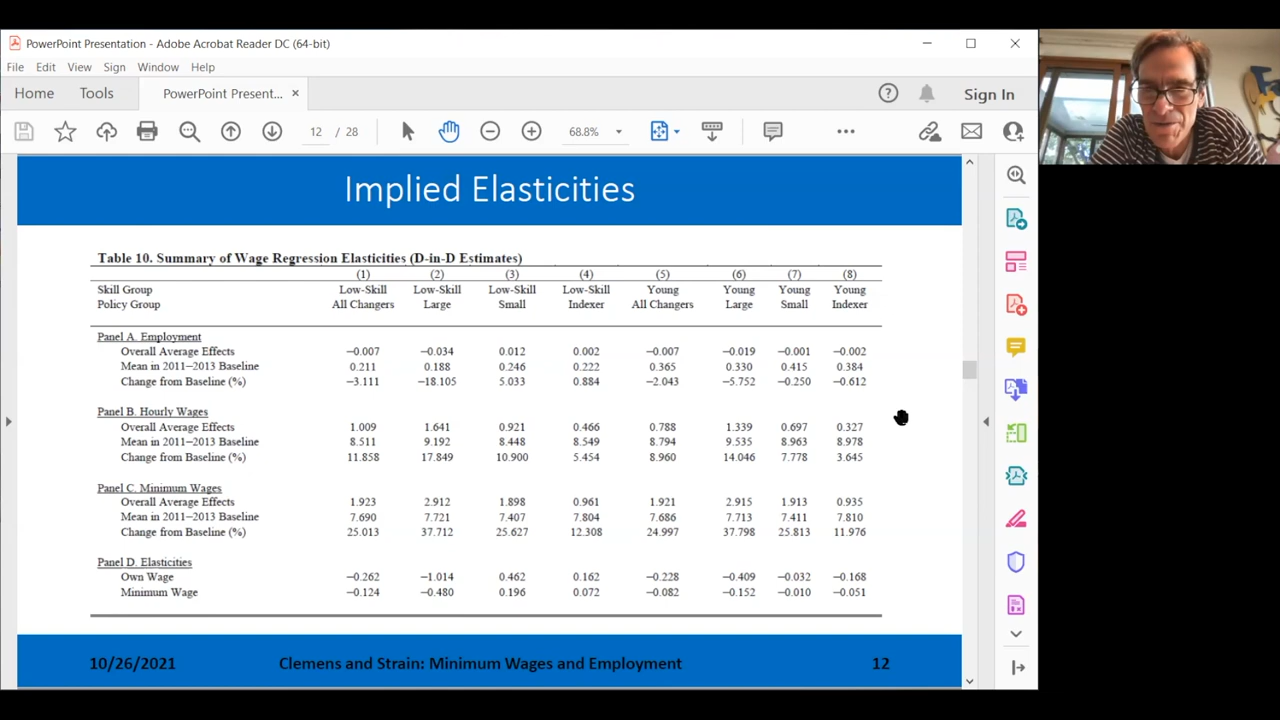 PowerPoint Presentation - Adobe Acrobat Reader DC (64-bit)
File Edit View Sign Window Help
Home Tools PowerPoint Present... × Sign In
12 / 28 68.8%
Implied Elasticities
Table 10. Summary of Wage Regression Elasticities (D-in-D Estimates)
(1) (2) (3) (4) (5) (6) (7) (8)
Skill Group Low-Skill Low-Skill Low-Skill Low-Skill Young Young Young Young
Policy Group All Changers Large Small Indexer All Changers Large Small Indexer
Panel A. Employment
Overall Average Effects −0.007 −0.034 0.012 0.002 −0.007 −0.019 −0.001 −0.002
Mean in 2011−2013 Baseline 0.211 0.188 0.246 0.222 0.365 0.330 0.415 0.384
Change from Baseline (%) −3.111 −18.105 5.033 0.884 −2.043 −5.752 −0.250 −0.612
Panel B. Hourly Wages
Overall Average Effects 1.009 1.641 0.921 0.466 0.788 1.339 0.697 0.327
Mean in 2011−2013 Baseline 8.511 9.192 8.448 8.549 8.794 9.535 8.963 8.978
Change from Baseline (%) 11.858 17.849 10.900 5.454 8.960 14.046 7.778 3.645
Panel C. Minimum Wages
Overall Average Effects 1.923 2.912 1.898 0.961 1.921 2.915 1.913 0.935
Mean in 2011−2013 Baseline 7.690 7.721 7.407 7.804 7.686 7.713 7.411 7.810
Change from Baseline (%) 25.013 37.712 25.627 12.308 24.997 37.798 25.813 11.976
Panel D. Elasticities
Own Wage −0.262 −1.014 0.462 0.162 −0.228 −0.409 −0.032 −0.168
Minimum Wage −0.124 −0.480 0.196 0.072 −0.082 −0.152 −0.010 −0.051
10/26/2021 Clemens and Strain: Minimum Wages and Employment 12